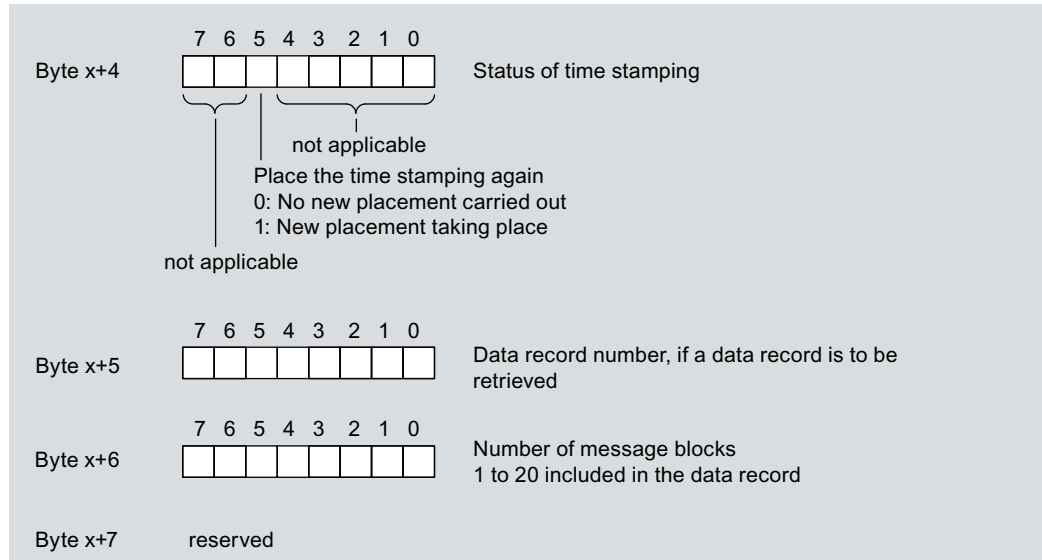 7 6 5 4 3 2 1 0
Byte x+4 Status of time stamping
not applicable
Place the time stamping again
0: No new placement carried out
1: New placement taking place
not applicable
7 6 5 4 3 2 1 0
Byte x+5 Data record number, if a data record is to be
retrieved
7 6 5 4 3 2 1 0
Byte x+6 Number of message blocks
1 to 20 included in the data record
Byte x+7 reserved